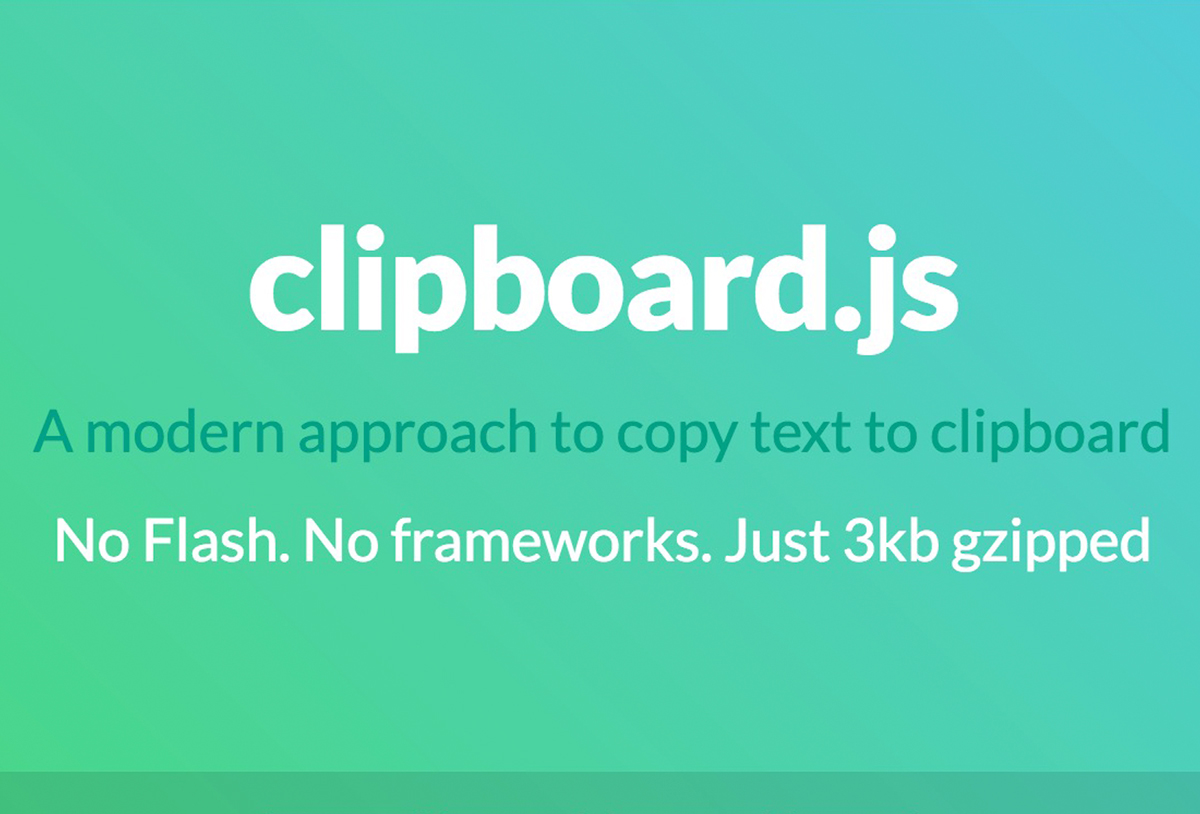 clipboard.js
A modern approach to copy text to clipboard
No Flash. No frameworks. Just 3kb gzipped